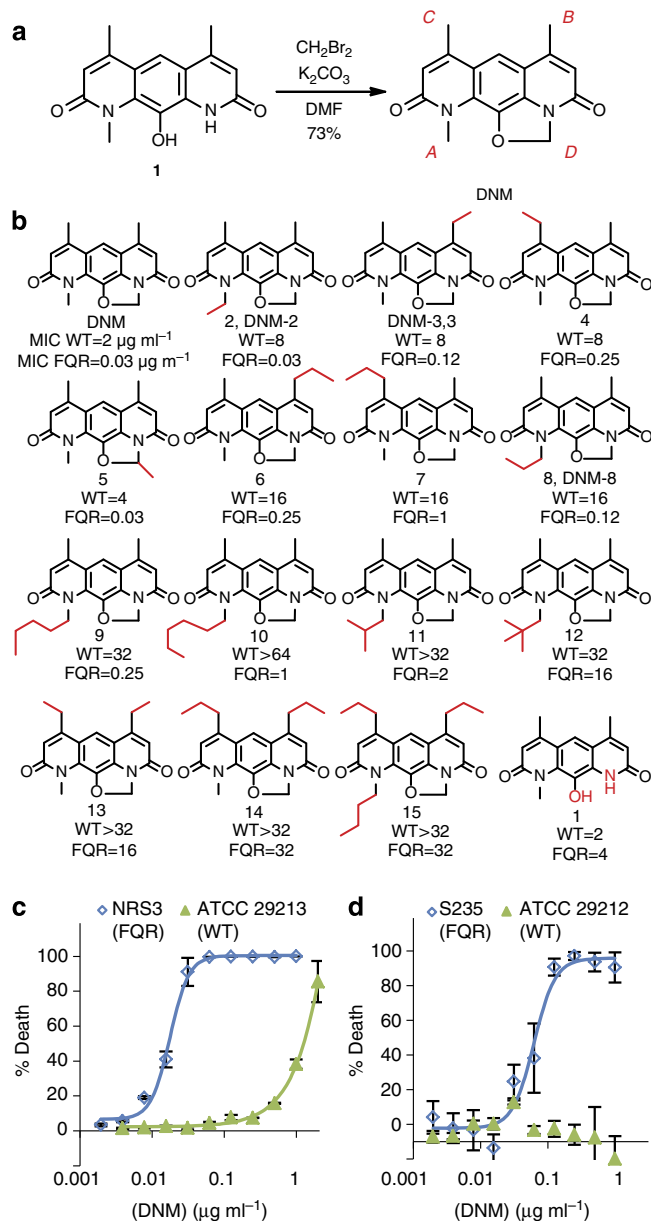 a
CH2Br2
K2CO3
DMF
73%
O N N H O
OH
1
C B
O N N O
O
A D
DNM
b
O N N O O
DNM
MIC WT=2 µg ml−1
MIC FQR=0.03 µg m−1
O N N O O
2, DNM-2
WT=8
FQR=0.03
O N N O O
DNM-3,3
WT= 8
FQR=0.12
O N N O O
4
WT=8
FQR=0.25
O N N O O
5
WT=4
FQR=0.03
O N N O O
6
WT=16
FQR=0.25
O N N O O
7
WT=16
FQR=1
O N N O O
8, DNM-8
WT=16
FQR=0.12
O N N O O
9
WT=32
FQR=0.25
O N N O O
10
WT>64
FQR=1
O N N O O
11
WT>32
FQR=2
O N N O O
12
WT=32
FQR=16
O N N O O
13
WT>32
FQR=16
O N N O O
14
WT>32
FQR=32
O N N O O
15
WT>32
FQR=32
O N N H O
OH
1
WT=2
FQR=4
c
NRS3 (FQR)
ATCC 29213 (WT)
% Death
100
80
60
40
20
0
0.001 0.01 0.1 1
(DNM) (µg ml−1)
d
S235 (FQR)
ATCC 29212 (WT)
% Death
100
80
60
40
20
0
0.001 0.01 0.1 1
(DNM) (µg ml−1)